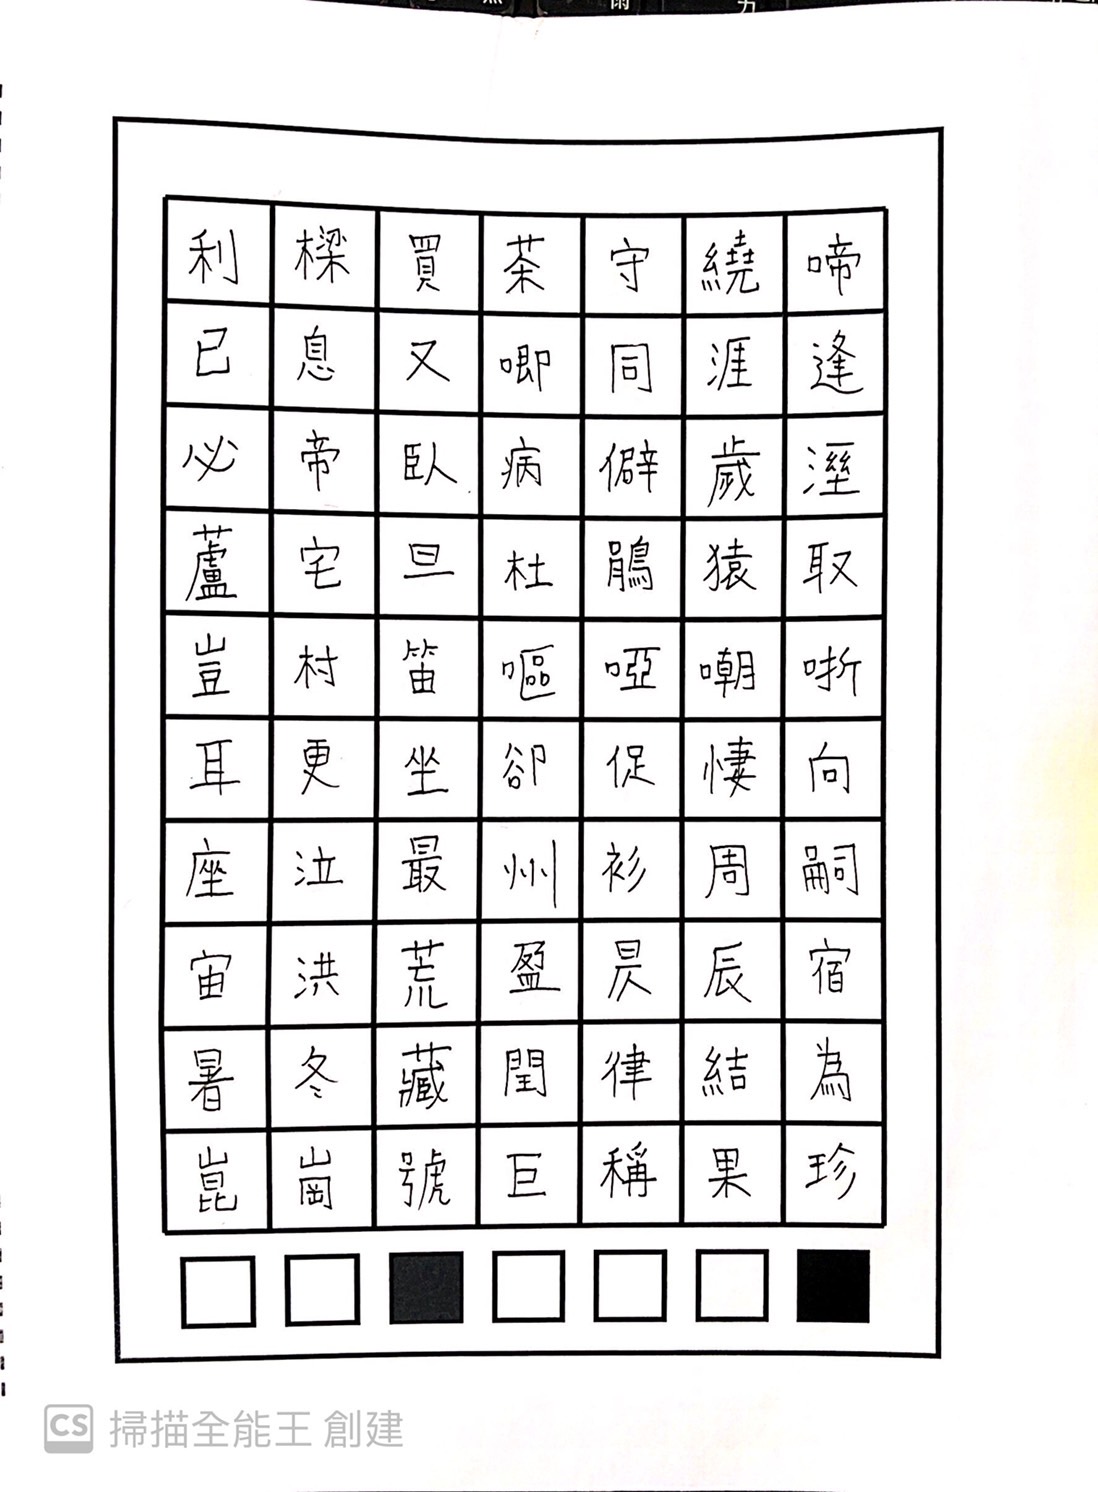 利樑買茶守繞啼
已息又唧同涯逢
必帝臥病僻歲溼
蘆宅旦杜鵑猿取
豈村笛嘔啞嘲哳
耳更坐卻促悽向
座泣最州衫周嗣
宙洪荒盈昃辰宿
暑冬藏閏律結為
崑崗號巨稱果珍
CS 掃描全能王 創建